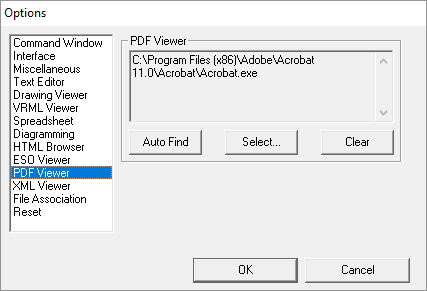 Options
Command Window
Interface
Miscellaneous
Text Editor
Drawing Viewer
VRML Viewer
Spreadsheet
Diagramming
HTML Browser
ESO Viewer
PDF Viewer
XML Viewer
File Association
Reset
PDF Viewer
C:\Program Files (x86)\Adobe\Acrobat
11.0\Acrobat\Acrobat.exe
Auto Find
Select...
Clear
OK
Cancel